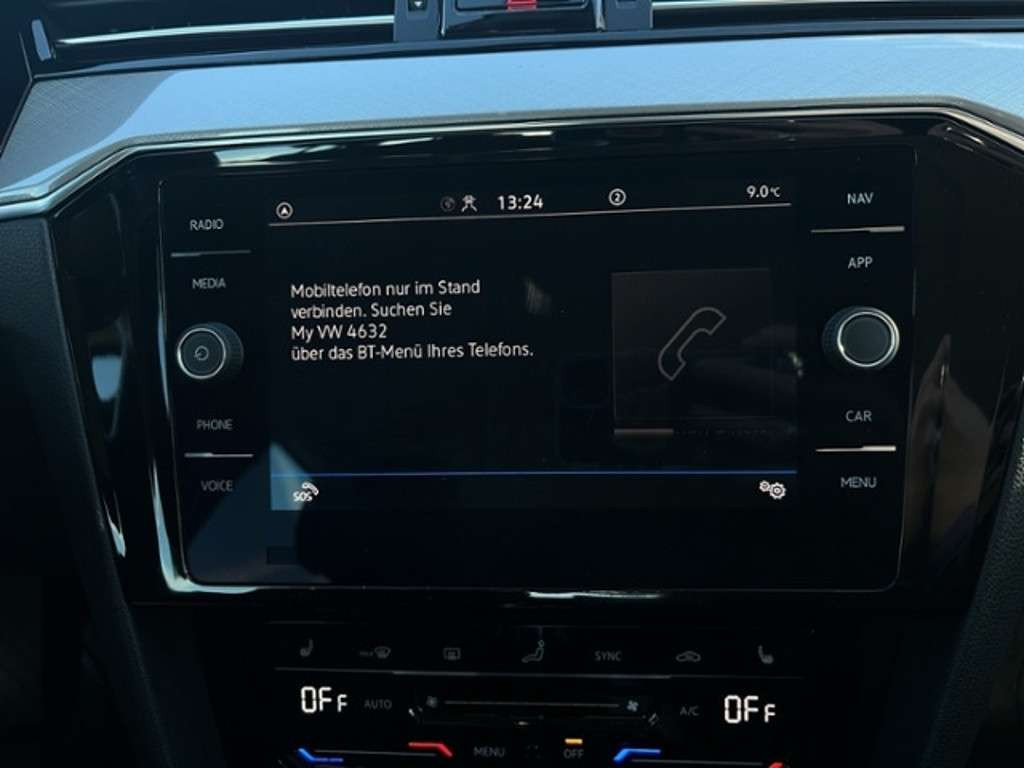 13:24
2
9.0°C
RADIO
MEDIA
PHONE
VOICE
Mobiltelefon nur im Stand
verbinden. Suchen Sie
My VW 4632
über das BT-Menü Ihres Telefons.
SOS
NAV
APP
CAR
MENU
SYNC
OFF
AUTO
A/C
OFF
MENU
OFF